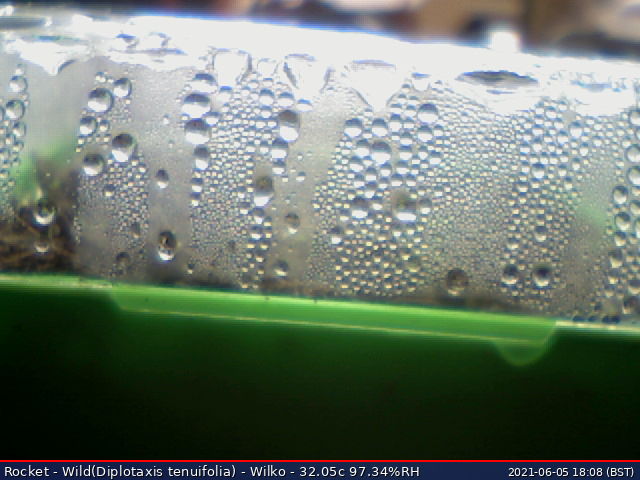 Rocket - Wild(Diplotaxis tenuifolia) - Wilko - 32.05c 97.34%RH
2021-06-05 18:08 (BST)